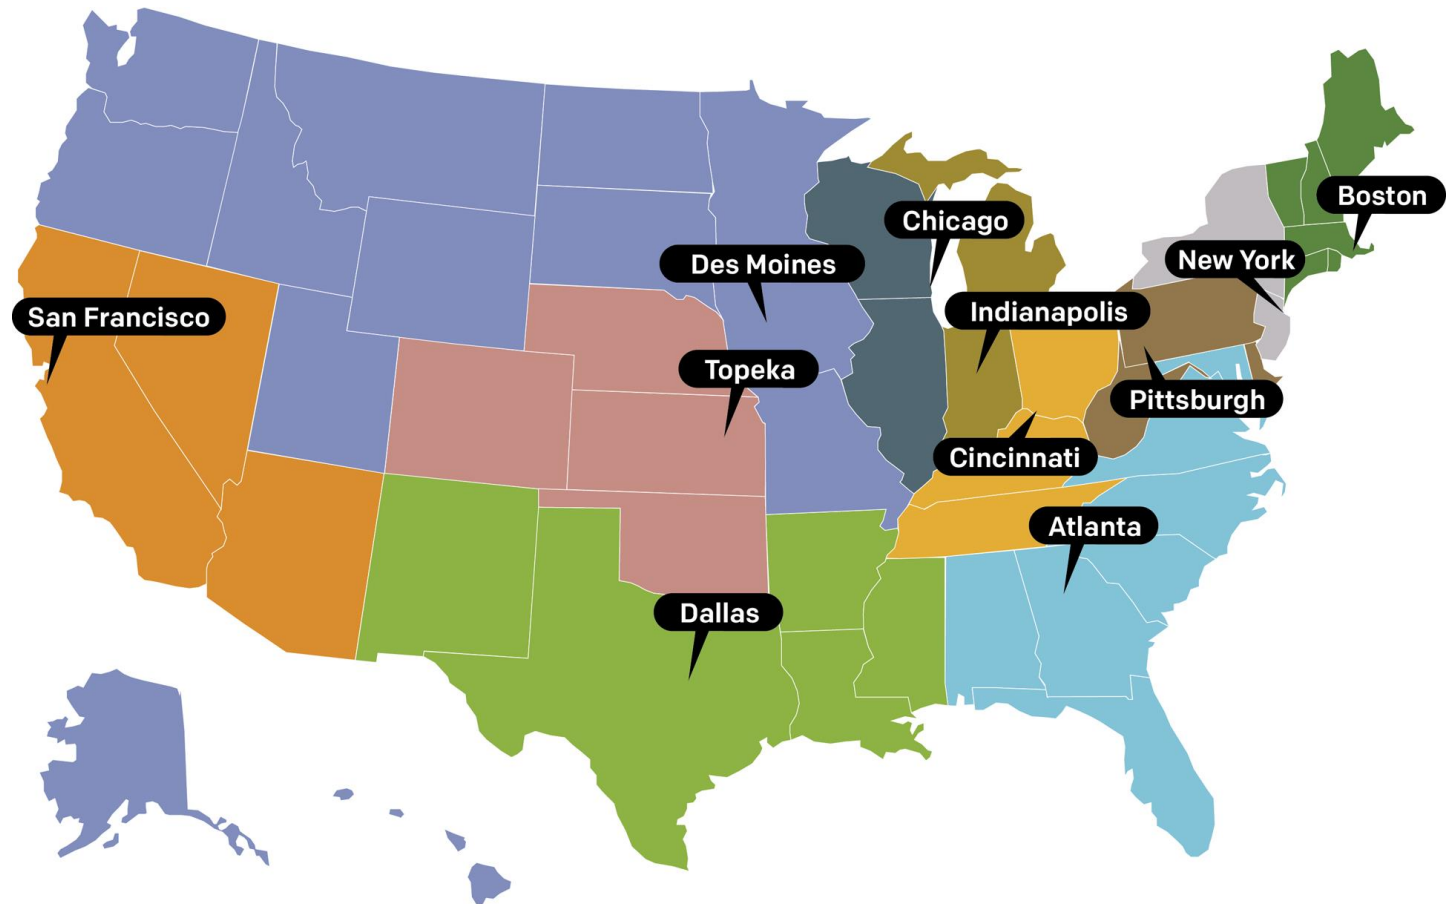 Boston
Chicago
New York
Des Moines
Indianapolis
San Francisco
Topeka
Pittsburgh
Cincinnati
Atlanta
Dallas